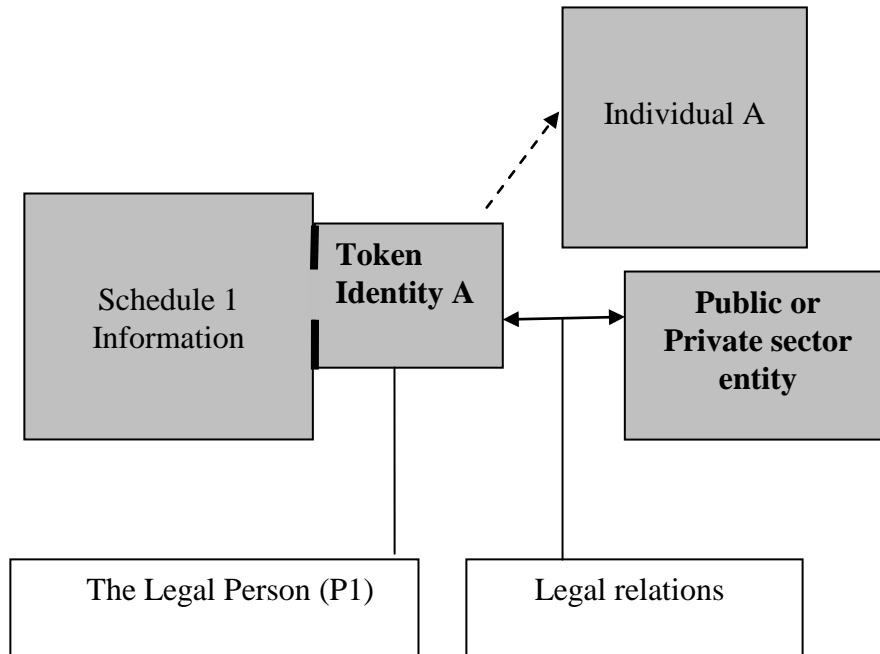 Individual A
Token
Identity A
Schedule 1
Information
Public or
Private sector
entity
The Legal Person (P1)
Legal relations